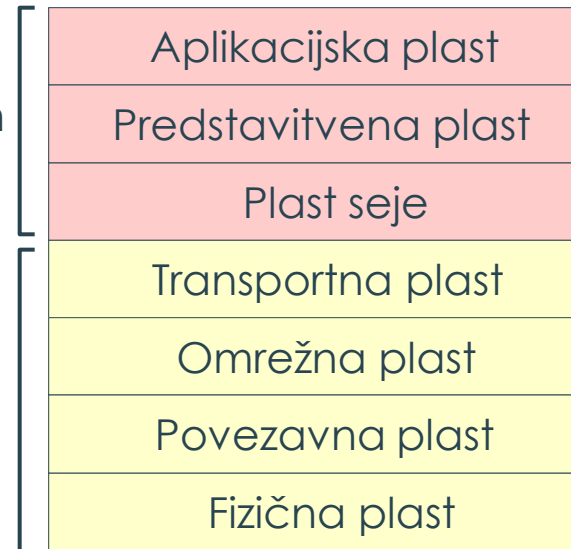 Aplikacijska plast
Predstavitvena plast
Plast seje
Transportna plast
Omrežna plast
Povezavna plast
Fizična plast